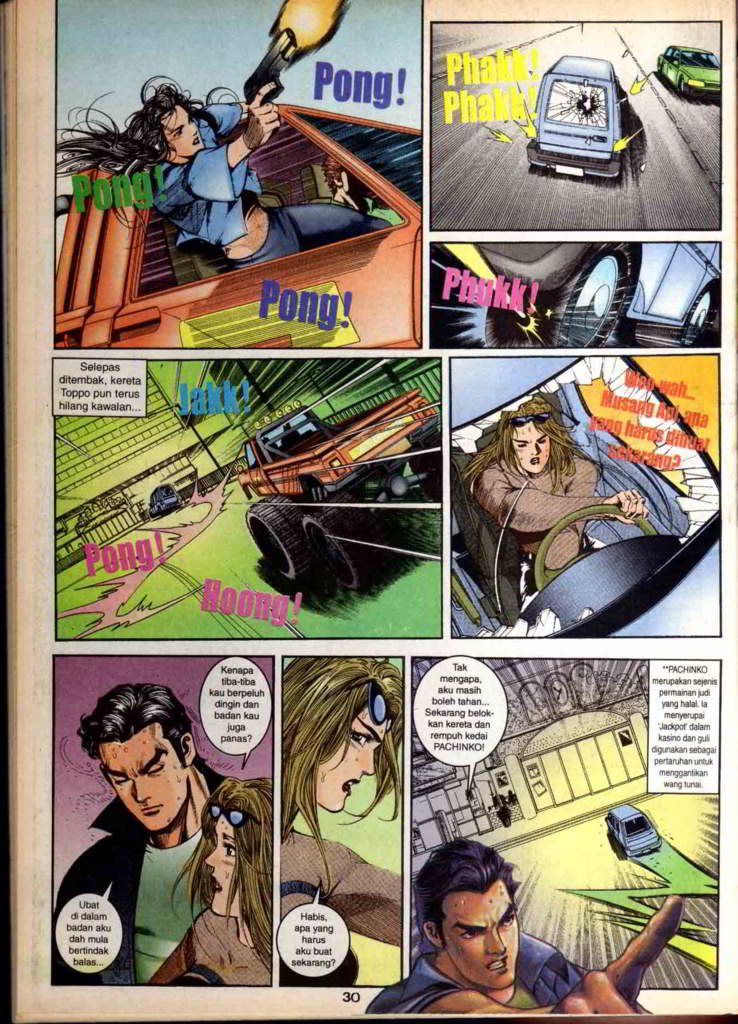 Pong!
Pong!
Pong!
Phakk!
Phakk!
Phukk!
Selepas
ditembak, kereta
Toppo pun terus
hilang kawalan...
Jakk!
Pong!
Hoong!
Wah-wah...
Musang Api, apa
yang harus dibuat
sekarang?
Kenapa
tiba-tiba
kau berpeluh
dingin dan
badan kau
juga
panas?
Ubat
di dalam
badan aku
dah mula
bertindak
balas...
Habis,
apa yang
harus
aku buat
sekarang?
Tak
mengapa,
aku masih
boleh tahan...
Sekarang belok-
kan kereta dan
rempuh kedai
PACHINKO!
**PACHINKO
merupakan sejenis
permainan judi
yang halal. Ia
menyerupai
'Jackpot' dalam
kasino dan guli
digunakan sebagai
pertaruhan untuk
menggantikan
wang tunai.
30